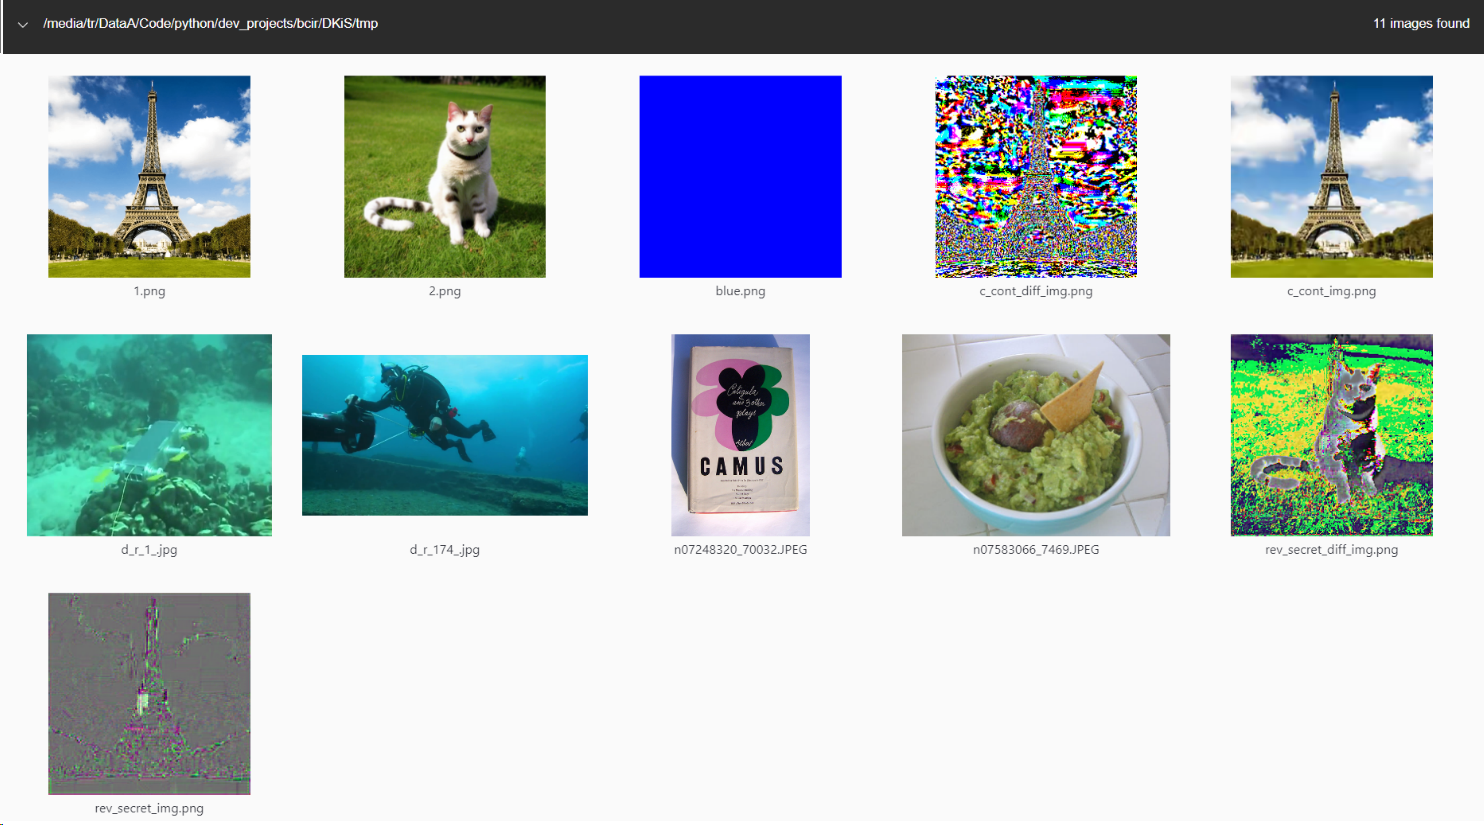 /media/tr/DataA/Code/python/dev_projects/bcir/DKiS/tmp
11 images found
1.png
2.png
blue.png
c_cont_diff_img.png
c_cont_img.png
Caligula
and 3 other
plays
CAMUS
d_r_1_.jpg
d_r_174_.jpg
n07248320_70032.JPEG
n07583066_7469.JPEG
rev_secret_diff_img.png
rev_secret_img.png